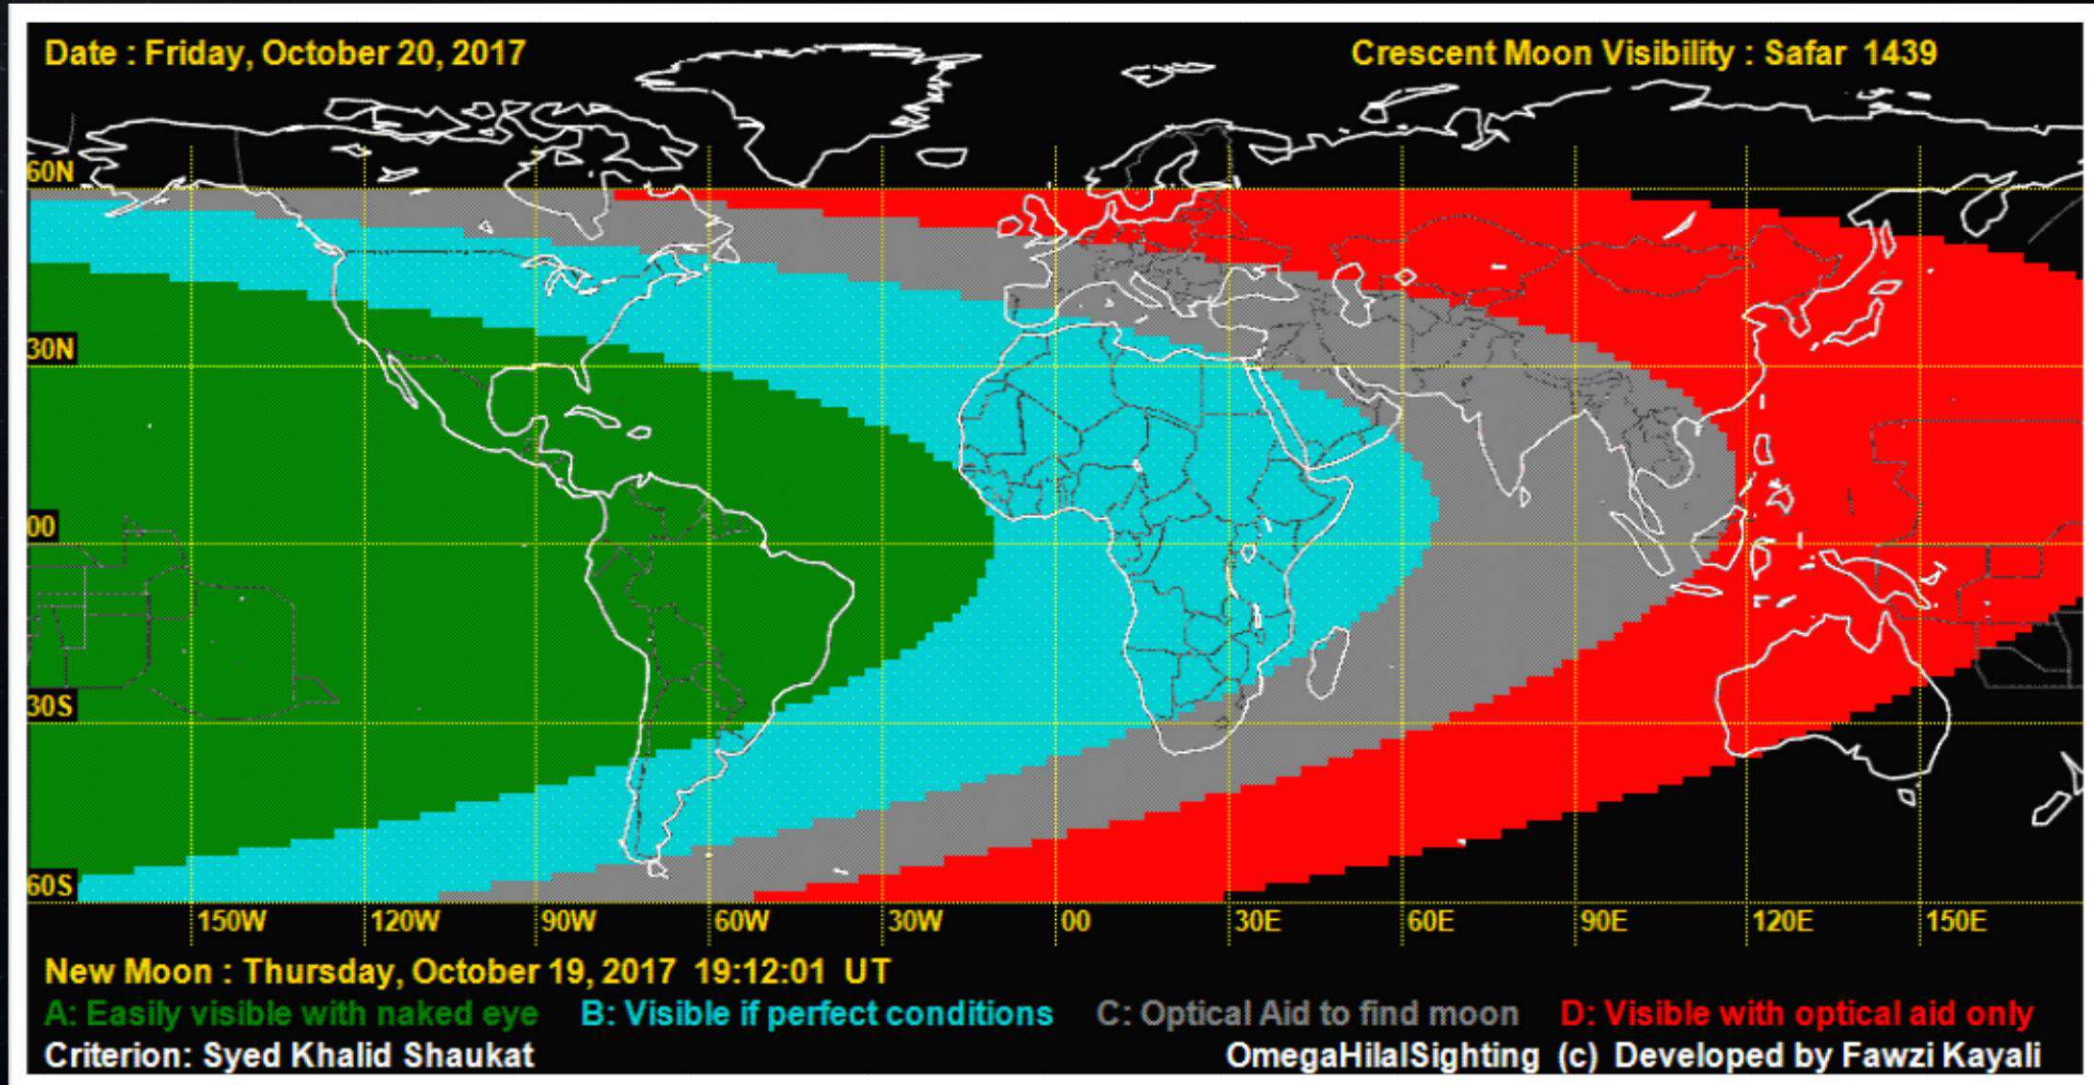 Date : Friday, October 20, 2017
Crescent Moon Visibility : Safar 1439
60N
30N
00
30S
60S
150W 120W 90W 60W 30W 00 30E 60E 90E 120E 150E
New Moon : Thursday, October 19, 2017 19:12:01 UT
A: Easily visible with naked eye B: Visible if perfect conditions C: Optical Aid to find moon D: Visible with optical aid only
Criterion: Syed Khalid Shaukat OmegaHilalSighting (c) Developed by Fawzi Kayali